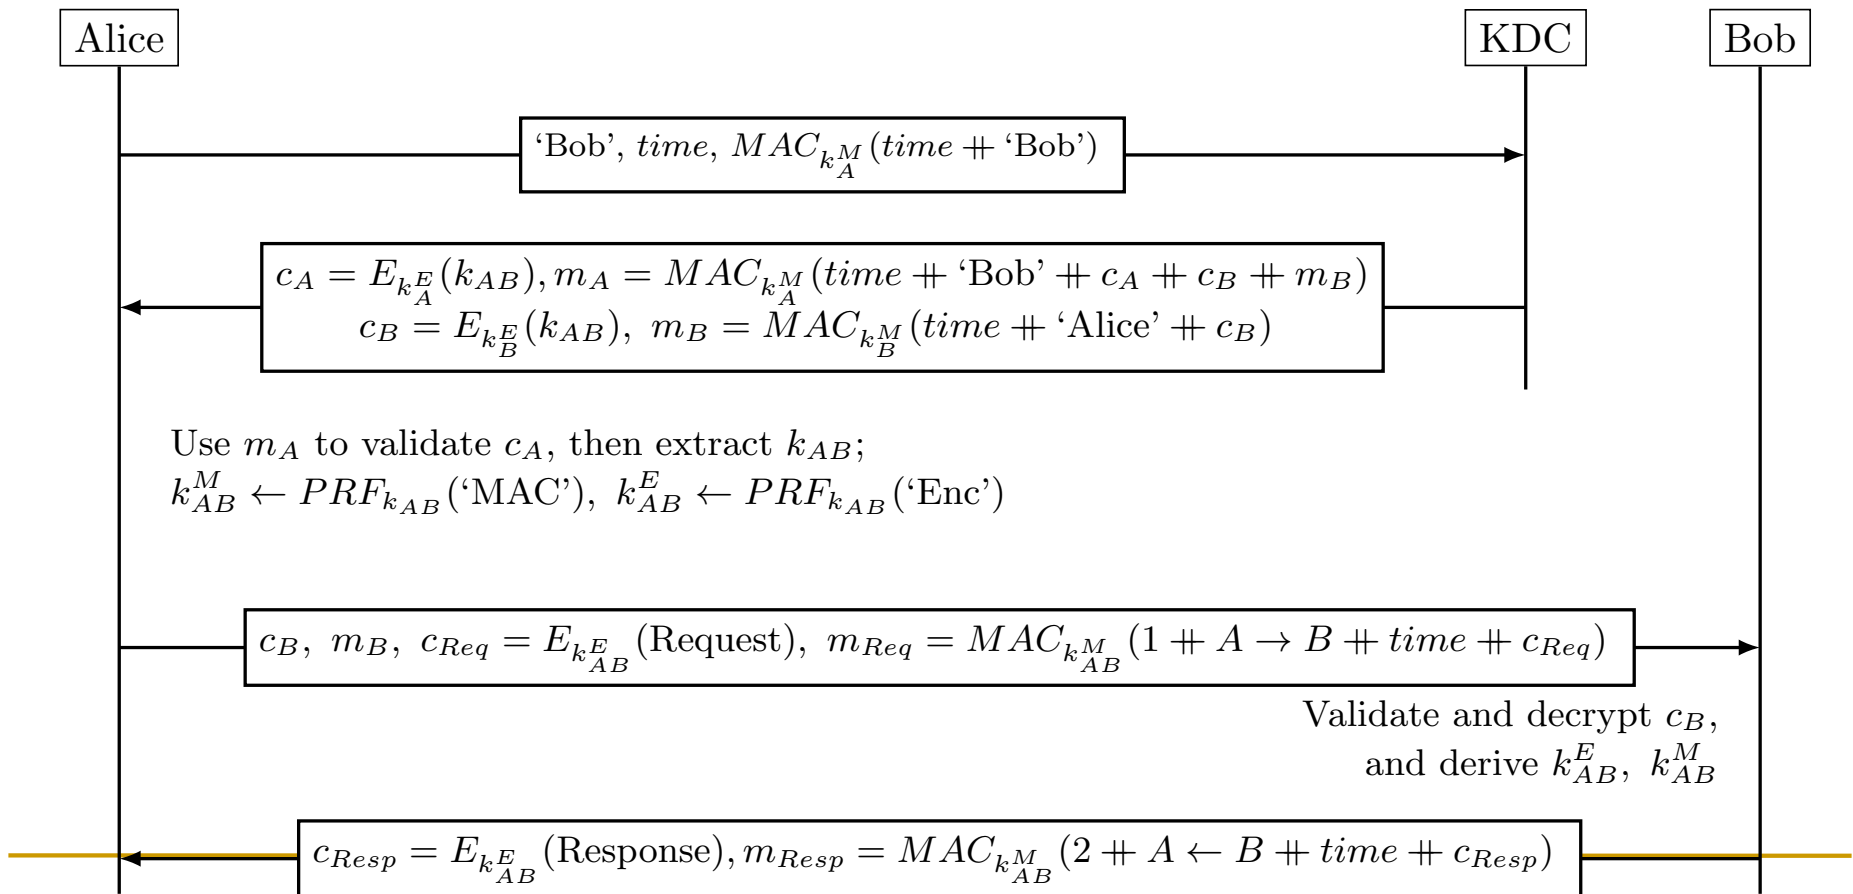 Alice KDC Bob
‘Bob’, time, MAC_{k_A^M}(time ⧺ ‘Bob’)
c_A = E_{k_A^E}(k_{AB}), m_A = MAC_{k_A^M}(time ⧺ ‘Bob’ ⧺ c_A ⧺ c_B ⧺ m_B)
c_B = E_{k_B^E}(k_{AB}), m_B = MAC_{k_B^M}(time ⧺ ‘Alice’ ⧺ c_B)
Use m_A to validate c_A, then extract k_{AB};
k_{AB}^M ← PRF_{k_{AB}}(‘MAC’), k_{AB}^E ← PRF_{k_{AB}}(‘Enc’)
c_B, m_B, c_{Req} = E_{k_{AB}^E}(Request), m_{Req} = MAC_{k_{AB}^M}(1 ⧺ A → B ⧺ time ⧺ c_{Req})
Validate and decrypt c_B,
and derive k_{AB}^E, k_{AB}^M
c_{Resp} = E_{k_{AB}^E}(Response), m_{Resp} = MAC_{k_{AB}^M}(2 ⧺ A ← B ⧺ time ⧺ c_{Resp})